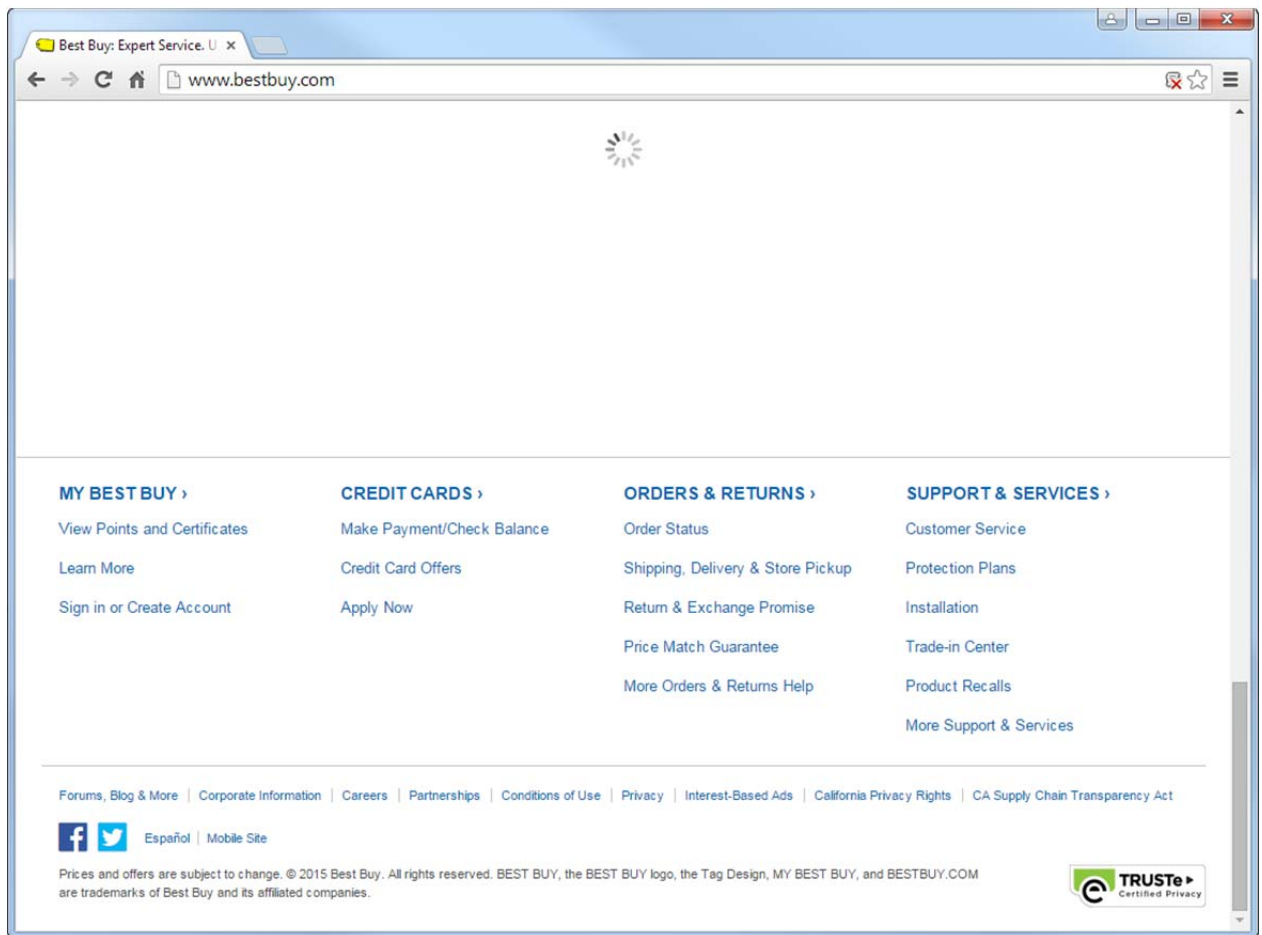 Best Buy: Expert Service. U
www.bestbuy.com
MY BEST BUY ›
View Points and Certificates
Learn More
Sign in or Create Account
CREDIT CARDS ›
Make Payment/Check Balance
Credit Card Offers
Apply Now
ORDERS & RETURNS ›
Order Status
Shipping, Delivery & Store Pickup
Return & Exchange Promise
Price Match Guarantee
More Orders & Returns Help
SUPPORT & SERVICES ›
Customer Service
Protection Plans
Installation
Trade-in Center
Product Recalls
More Support & Services
Forums, Blog & More | Corporate Information | Careers | Partnerships | Conditions of Use | Privacy | Interest-Based Ads | California Privacy Rights | CA Supply Chain Transparency Act
Español | Mobile Site
Prices and offers are subject to change. © 2015 Best Buy. All rights reserved. BEST BUY, the BEST BUY logo, the Tag Design, MY BEST BUY, and BESTBUY.COM
are trademarks of Best Buy and its affiliated companies.
TRUSTe
Certified Privacy